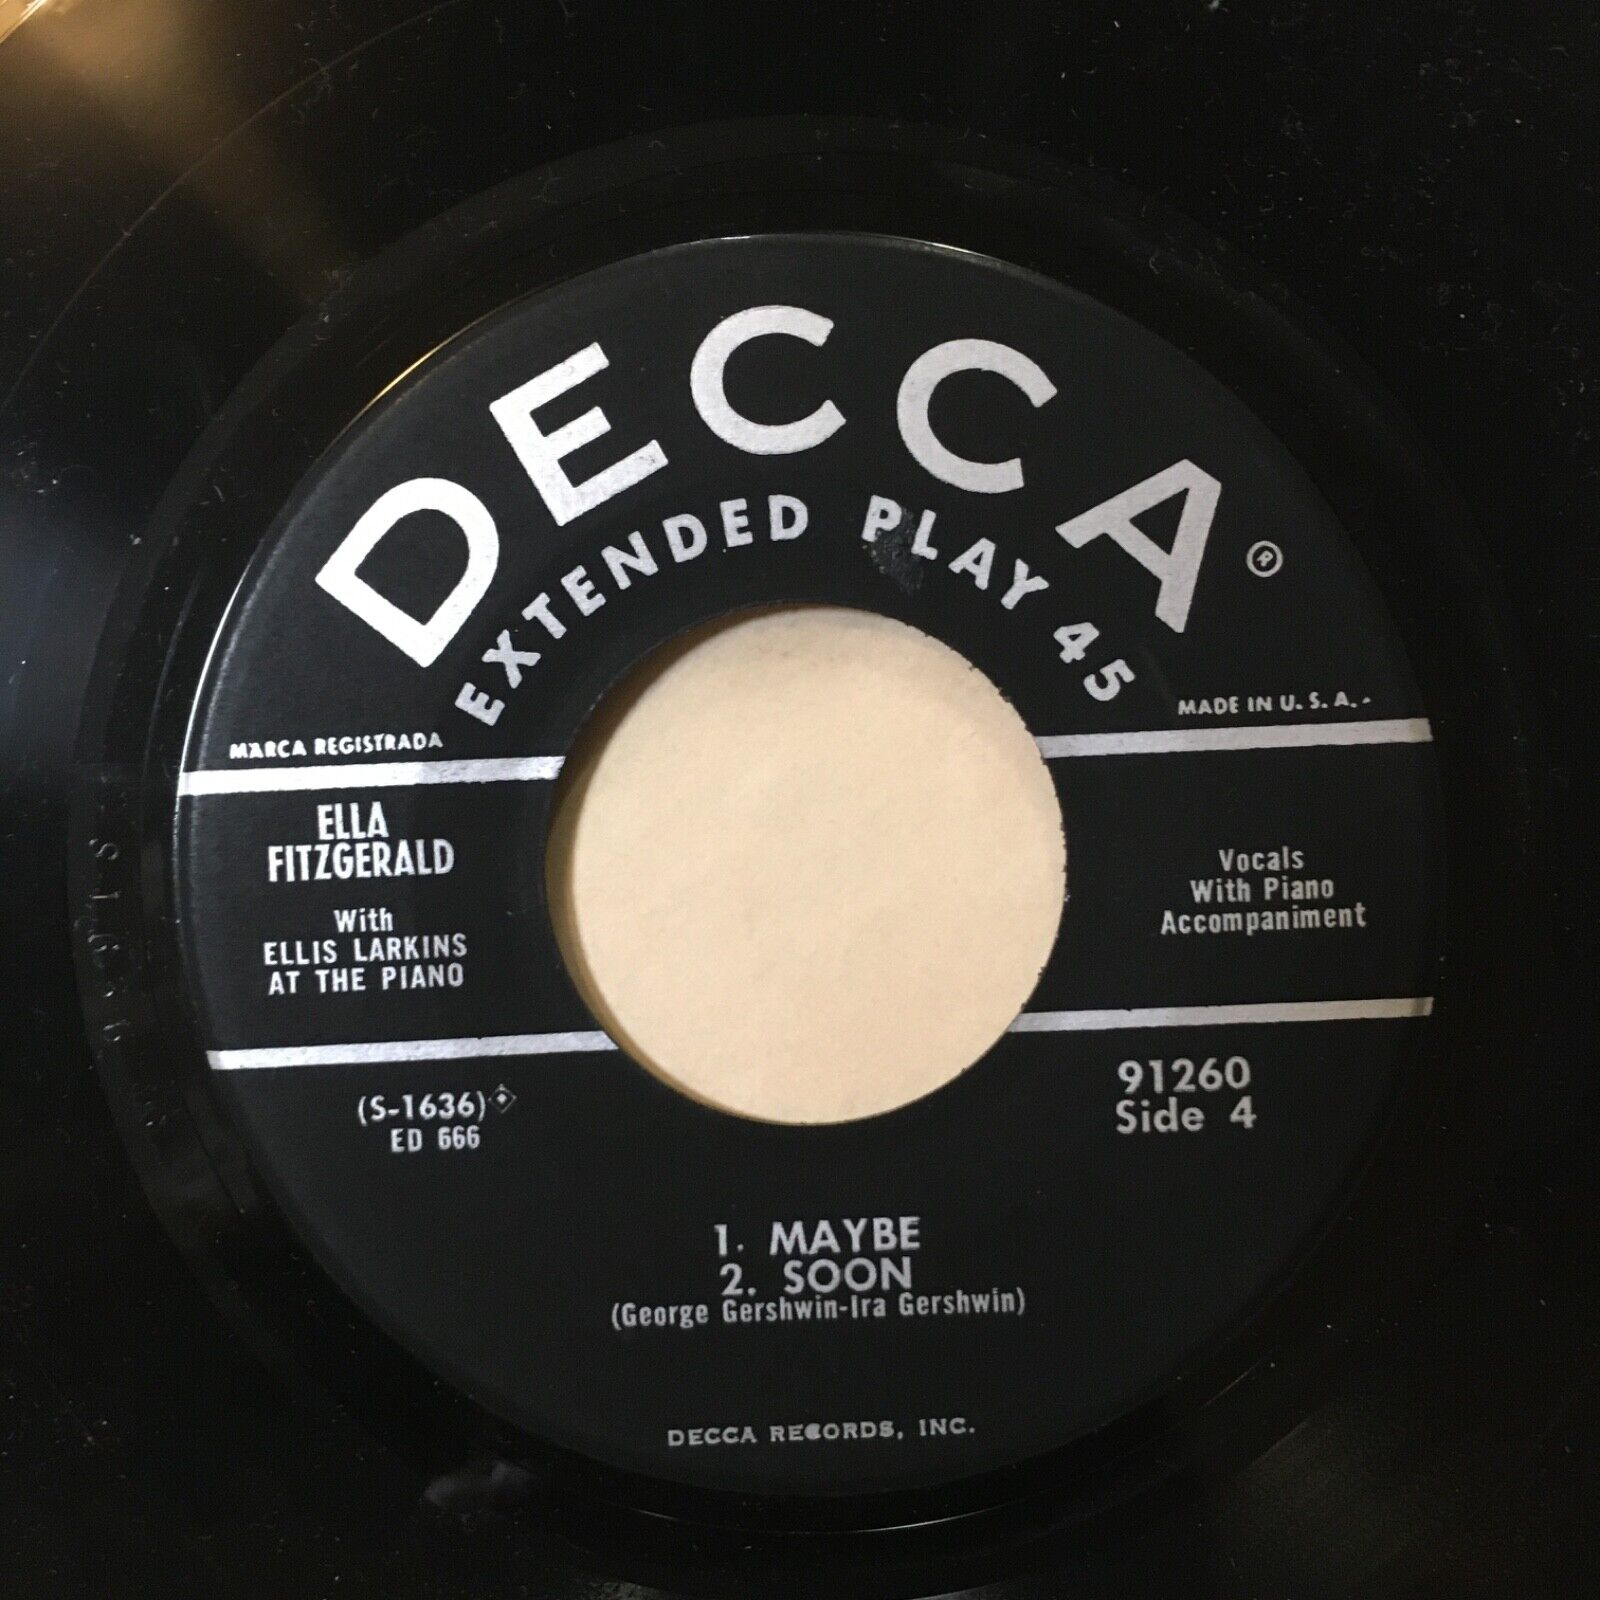 DECCA ®
EXTENDED PLAY 45
MARCA REGISTRADA
MADE IN U. S. A.
ELLA
FITZGERALD
With
ELLIS LARKINS
AT THE PIANO
Vocals
With Piano
Accompaniment
(S-1636)
ED 666
91260
Side 4
1. MAYBE
2. SOON
(George Gershwin-Ira Gershwin)
DECCA RECORDS, INC.